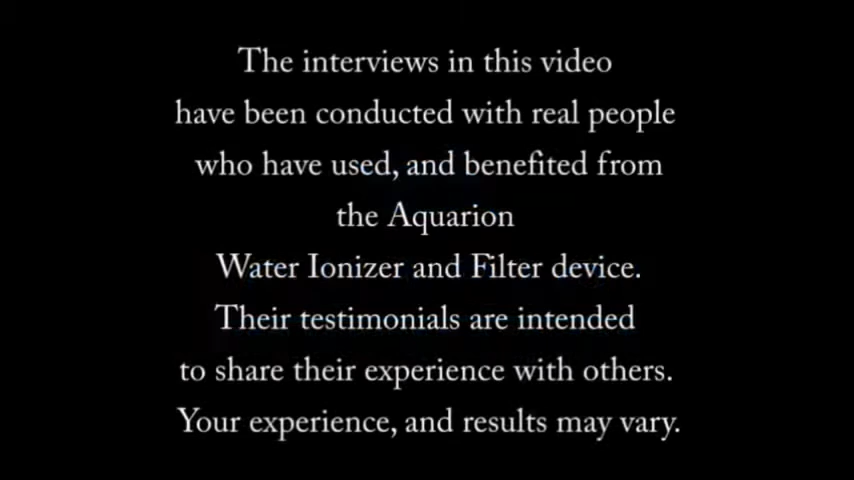 The interviews in this video
have been conducted with real people
who have used, and benefited from
the Aquarion
Water Ionizer and Filter device.
Their testimonials are intended
to share their experience with others.
Your experience, and results may vary.